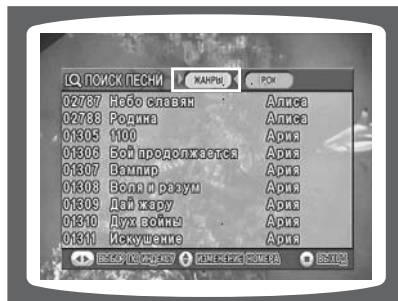 ПОИСК ПЕСНИ ЖАНРЫ РОК
02787 Небо славян Алиса
02788 Родина Алиса
01305 1100 Ария
01306 Бой продолжается Ария
01307 Вампир Ария
01308 Воля и разум Ария
01309 Дай жару Ария
01310 Дух войны Ария
01311 Искушение Ария
ВЫБОР ПО ИНДЕКСУ ИЗМЕНЕНИЕ НОМЕРА ВЫХОД